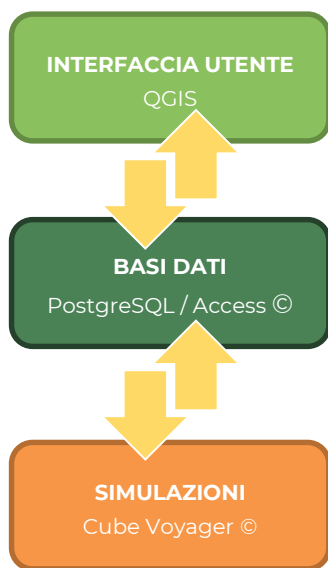 INTERFACCIA UTENTE
QGIS
BASI DATI
PostgreSQL / Access ©
SIMULAZIONI
Cube Voyager ©